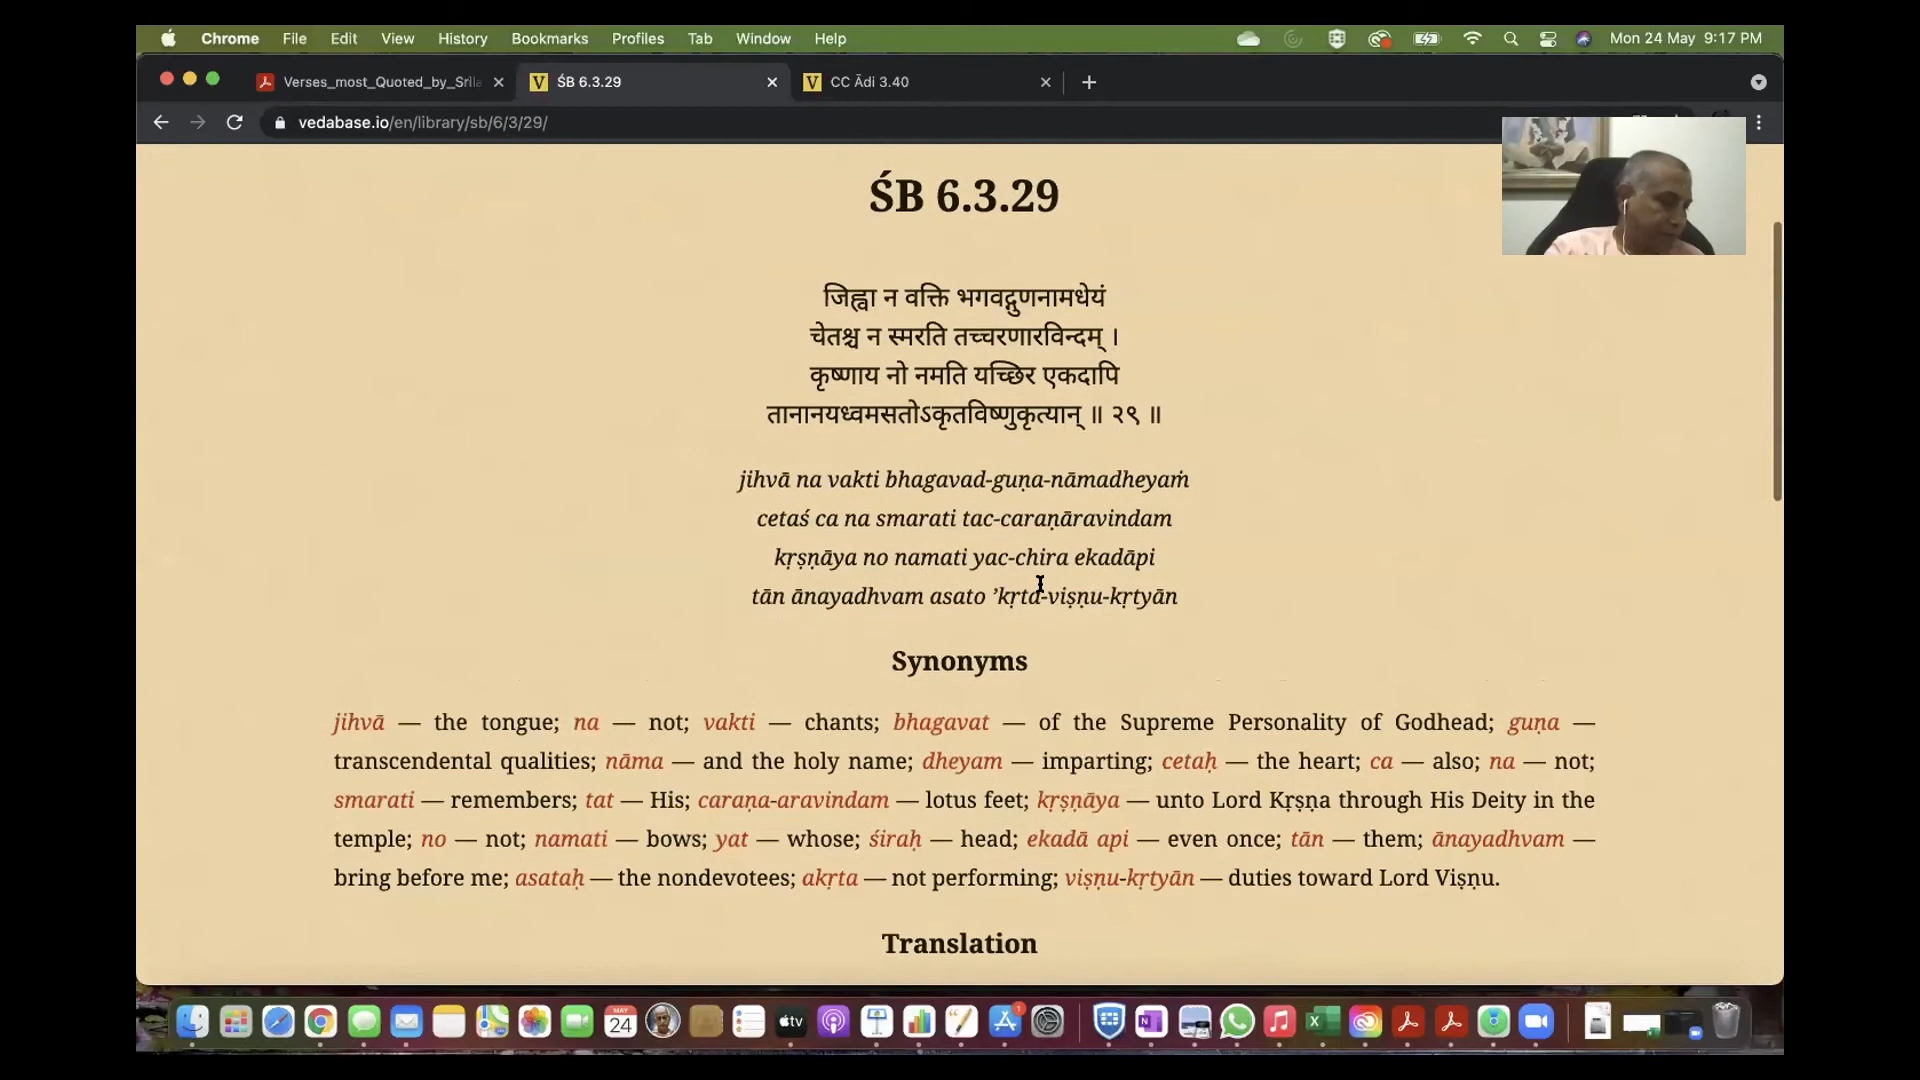 Chrome File Edit View History Bookmarks Profiles Tab Window Help Mon 24 May 9:17 PM
Verses_most_Quoted_by_Srila ŚB 6.3.29 CC Ādi 3.40
vedabase.io/en/library/sb/6/3/29/
ŚB 6.3.29
जिह्वा न वक्ति भगवद्गुणनामधेयं
चेतश्च न स्मरति तच्चरणारविन्दम् ।
कृष्णाय नो नमति यच्छिर एकदापि
तानानयध्वमसतोऽकृतविष्णुकृत्यान् ॥ २९ ॥
jihvā na vakti bhagavad-guṇa-nāmadheyaṁ
cetaś ca na smarati tac-caraṇāravindam
kṛṣṇāya no namati yac-chira ekadāpi
tān ānayadhvam asato ’kṛta-viṣṇu-kṛtyān
Synonyms
jihvā — the tongue; na — not; vakti — chants; bhagavat — of the Supreme Personality of Godhead; guṇa —
transcendental qualities; nāma — and the holy name; dheyam — imparting; cetaḥ — the heart; ca — also; na — not;
smarati — remembers; tat — His; caraṇa-aravindam — lotus feet; kṛṣṇāya — unto Lord Kṛṣṇa through His Deity in the
temple; no — not; namati — bows; yat — whose; śiraḥ — head; ekadā api — even once; tān — them; ānayadhvam —
bring before me; asataḥ — the nondevotees; akṛta — not performing; viṣṇu-kṛtyān — duties toward Lord Viṣṇu.
Translation
MAY
24
tv
1